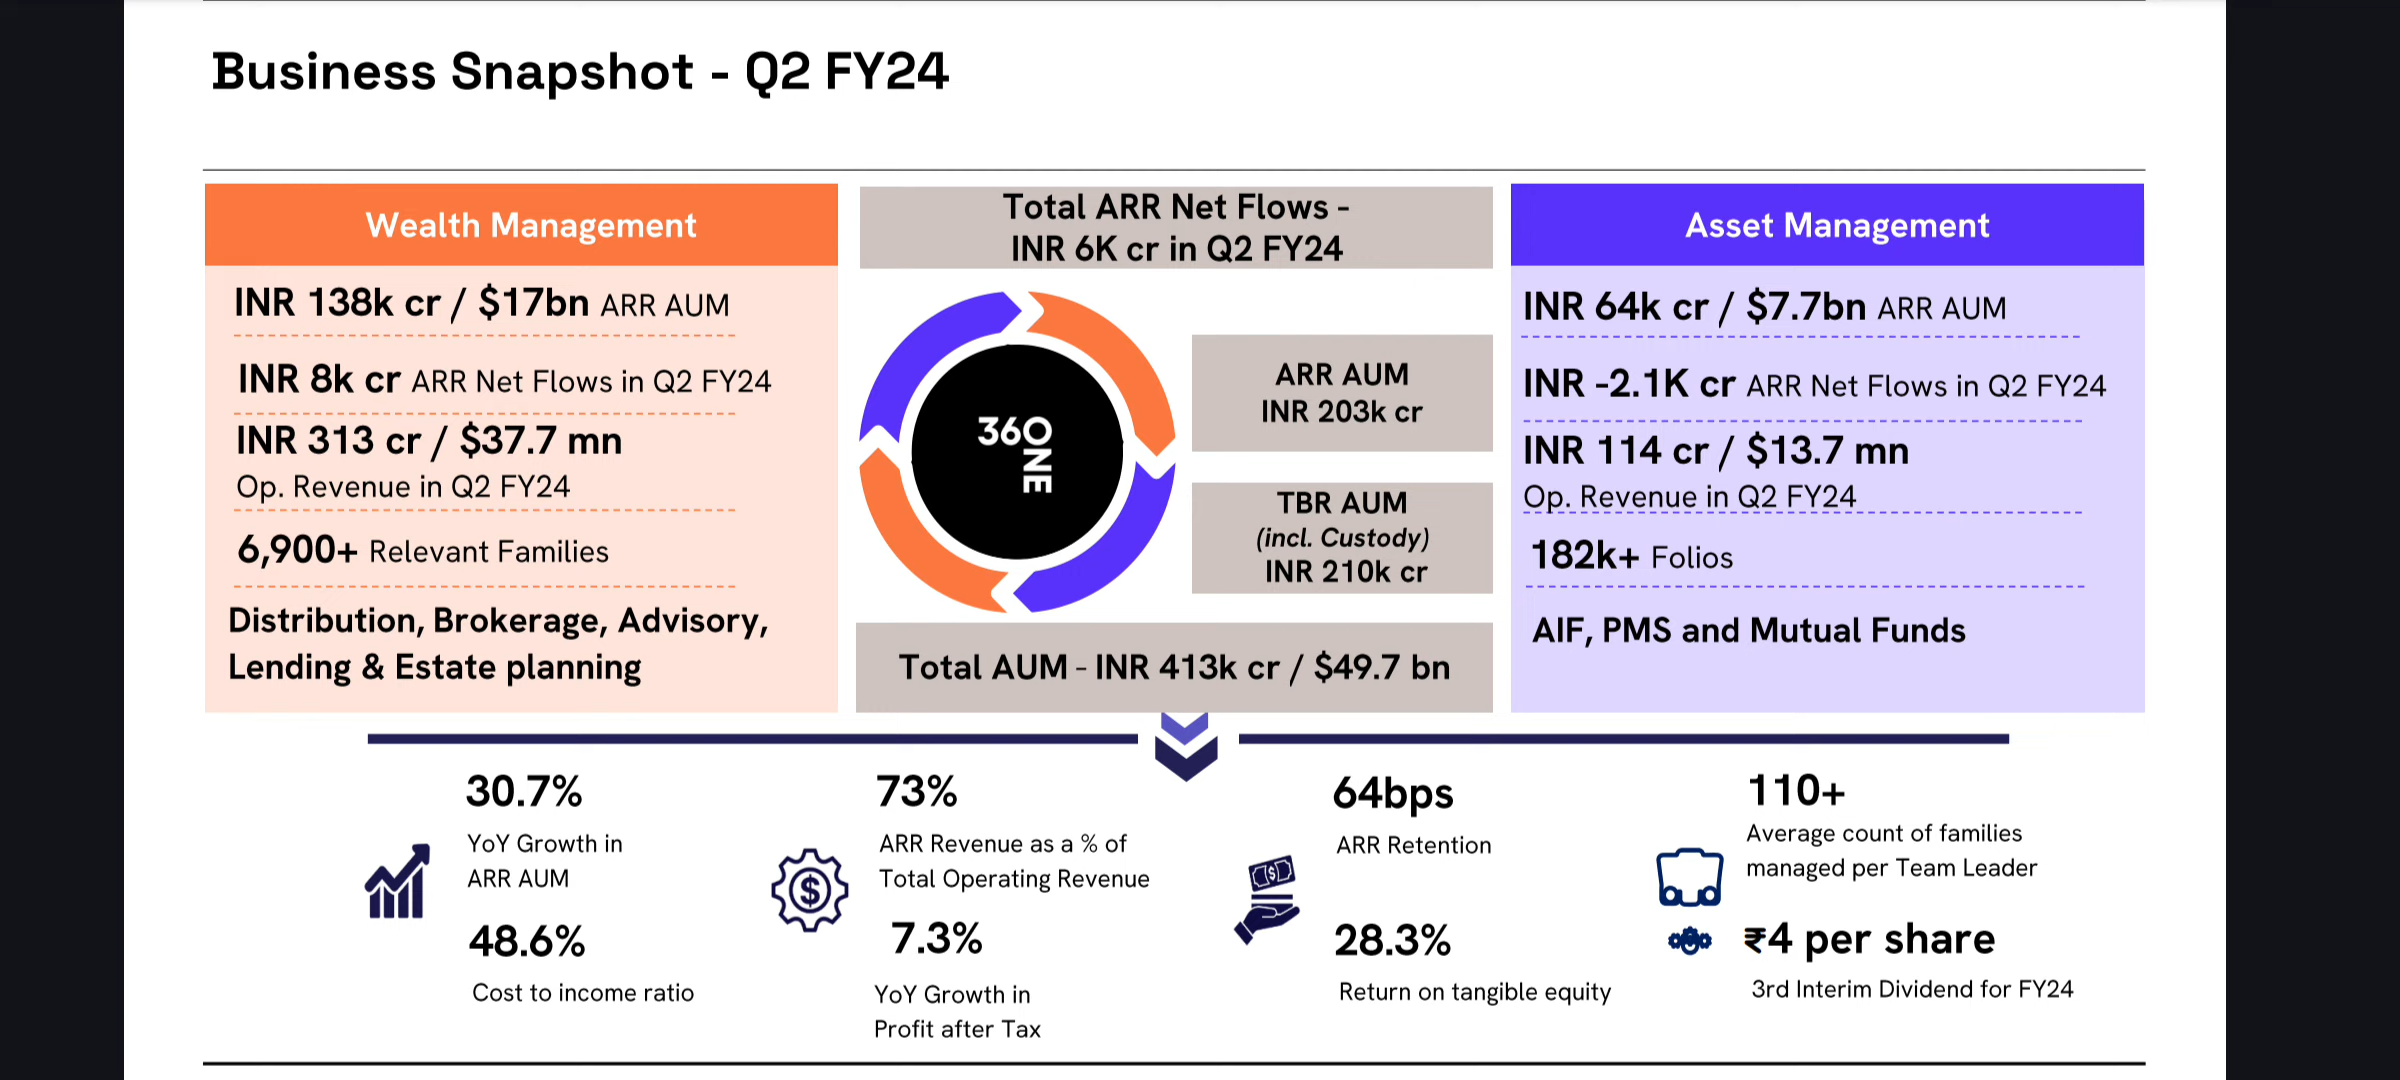 Business Snapshot - Q2 FY24
Wealth Management
INR 138k cr / $17bn ARR AUM
INR 8k cr ARR Net Flows in Q2 FY24
INR 313 cr / $37.7 mn
Op. Revenue in Q2 FY24
6,900+ Relevant Families
Distribution, Brokerage, Advisory,
Lending & Estate planning
Total ARR Net Flows -
INR 6K cr in Q2 FY24
360
ONE
ARR AUM
INR 203k cr
TBR AUM
(incl. Custody)
INR 210k cr
Total AUM - INR 413k cr / $49.7 bn
Asset Management
INR 64k cr / $7.7bn ARR AUM
INR -2.1K cr ARR Net Flows in Q2 FY24
INR 114 cr / $13.7 mn
Op. Revenue in Q2 FY24
182k+ Folios
AIF, PMS and Mutual Funds
30.7%
YoY Growth in
ARR AUM
48.6%
Cost to income ratio
73%
ARR Revenue as a % of
Total Operating Revenue
7.3%
YoY Growth in
Profit after Tax
64bps
ARR Retention
28.3%
Return on tangible equity
110+
Average count of families
managed per Team Leader
₹4 per share
3rd Interim Dividend for FY24